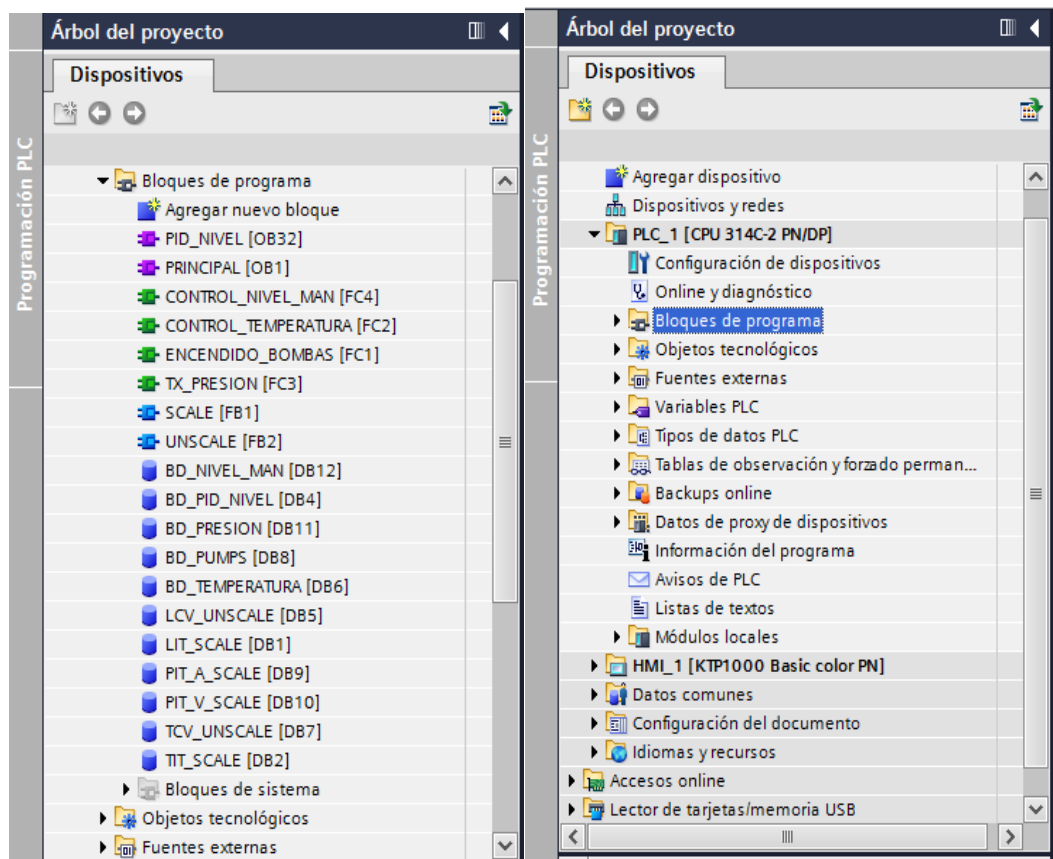 Árbol del proyecto
Dispositivos
Programación PLC
Bloques de programa
Agregar nuevo bloque
PID_NIVEL [OB32]
PRINCIPAL [OB1]
CONTROL_NIVEL_MAN [FC4]
CONTROL_TEMPERATURA [FC2]
ENCENDIDO_BOMBAS [FC1]
TX_PRESION [FC3]
SCALE [FB1]
UNSCALE [FB2]
BD_NIVEL_MAN [DB12]
BD_PID_NIVEL [DB4]
BD_PRESION [DB11]
BD_PUMPS [DB8]
BD_TEMPERATURA [DB6]
LCV_UNSCALE [DB5]
LIT_SCALE [DB1]
PIT_A_SCALE [DB9]
PIT_V_SCALE [DB10]
TCV_UNSCALE [DB7]
TIT_SCALE [DB2]
Bloques de sistema
Objetos tecnológicos
Fuentes externas
Árbol del proyecto
Dispositivos
Programación PLC
Agregar dispositivo
Dispositivos y redes
PLC_1 [CPU 314C-2 PN/DP]
Configuración de dispositivos
Online y diagnóstico
Bloques de programa
Objetos tecnológicos
Fuentes externas
Variables PLC
Tipos de datos PLC
Tablas de observación y forzado perman...
Backups online
Datos de proxy de dispositivos
Información del programa
Avisos de PLC
Listas de textos
Módulos locales
HMI_1 [KTP1000 Basic color PN]
Datos comunes
Configuración del documento
Idiomas y recursos
Accesos online
Lector de tarjetas/memoria USB